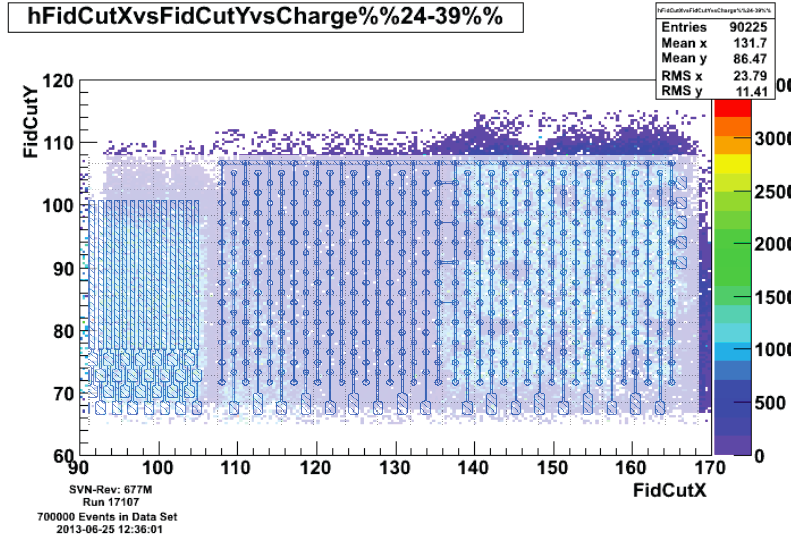 hFidCutXvsFidCutYvsCharge%%24-39%%
hFidCutXvsFidCutYvsCharge%%24-39%%
Entries 90225
Mean x 131.7
Mean y 86.47
RMS x 23.79
RMS y 11.41
FidCutY
120
110
100
90
80
70
60
90 100 110 120 130 140 150 160 170
FidCutX
3000
2500
2000
1500
1000
500
0
SVN-Rev: 677M
Run 17107
700000 Events in Data Set
2013-06-25 12:36:01